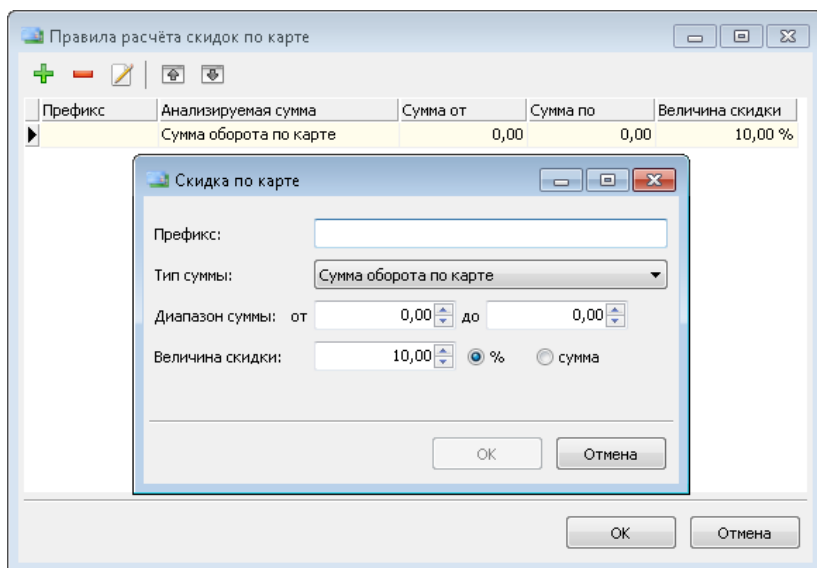 Правила расчёта скидок по карте
Префикс Анализируемая сумма Сумма от Сумма по Величина скидки
Сумма оборота по карте 0,00 0,00 10,00 %
Скидка по карте
Префикс:
Тип суммы: Сумма оборота по карте
Диапазон суммы: от 0,00 до 0,00
Величина скидки: 10,00 % сумма
ОК Отмена
ОК Отмена